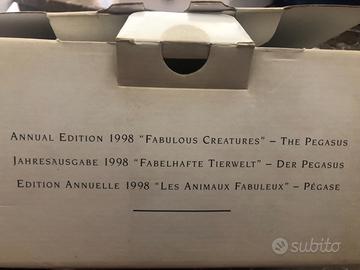 Annual Edition 1998 "Fabulous Creatures" – The Pegasus
Jahresausgabe 1998 "Fabelhafte Tierwelt" – Der Pegasus
Edition Annuelle 1998 "Les Animaux Fabuleux" – Pégase
subito